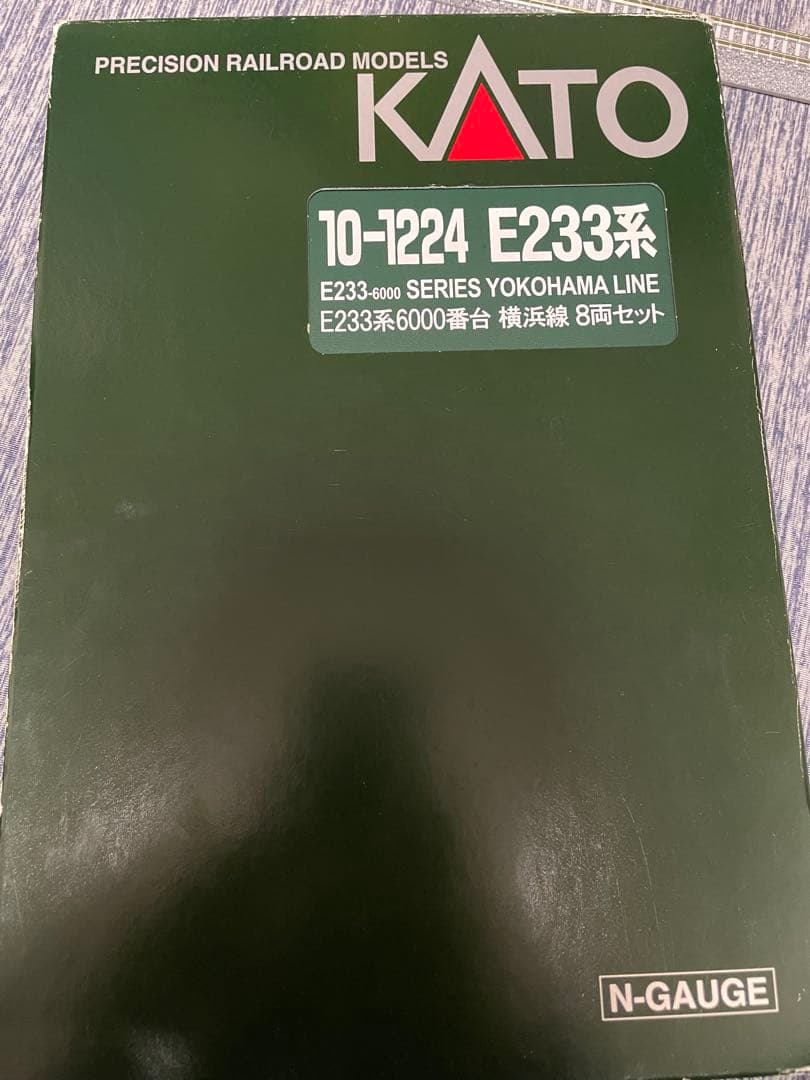 PRECISION RAILROAD MODELS
KATO
10-1224 E233系
E233-6000 SERIES YOKOHAMA LINE
E233系6000番台 横浜線 8両セット
N-GAUGE